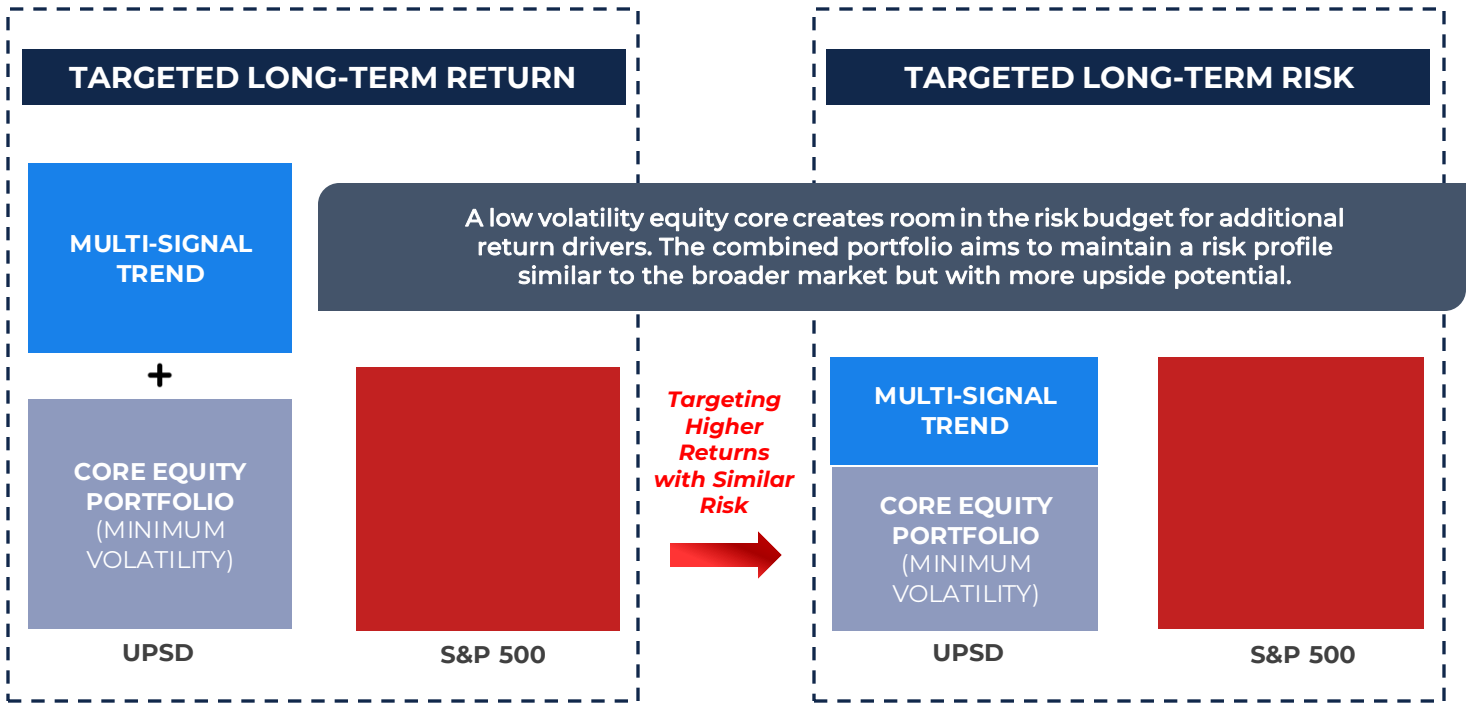 TARGETED LONG-TERM RETURN
TARGETED LONG-TERM RISK
MULTI-SIGNAL
TREND
A low volatility equity core creates room in the risk budget for additional
return drivers. The combined portfolio aims to maintain a risk profile
similar to the broader market but with more upside potential.
+
CORE EQUITY
PORTFOLIO
(MINIMUM
VOLATILITY)
UPSD
S&P 500
Targeting
Higher
Returns
with Similar
Risk
MULTI-SIGNAL
TREND
CORE EQUITY
PORTFOLIO
(MINIMUM
VOLATILITY)
UPSD
S&P 500